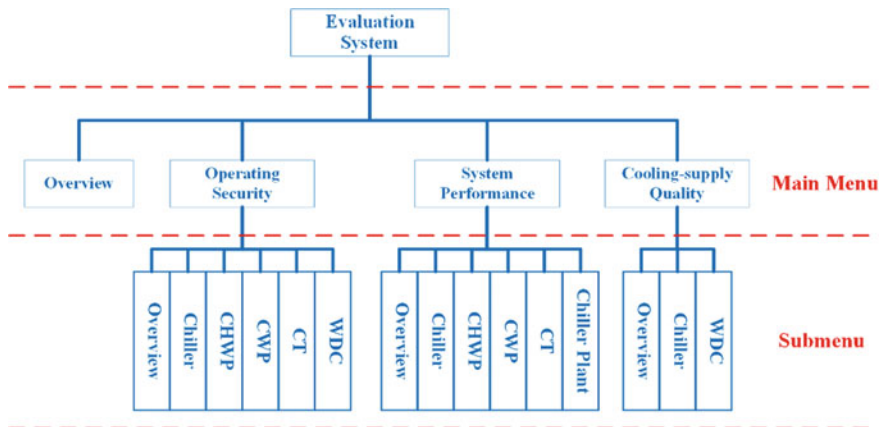 Evaluation
System
Overview
Operating
Security
System
Performance
Cooling-supply
Quality
Main Menu
Overview
Chiller
CHWP
CWP
CT
WDC
Overview
Chiller
CHWP
CWP
CT
Chiller Plant
Overview
Chiller
WDC
Submenu